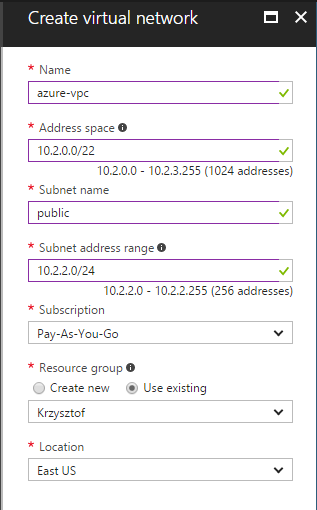 Create virtual network
* Name
azure-vpc
* Address space
10.2.0.0/22
10.2.0.0 - 10.2.3.255 (1024 addresses)
* Subnet name
public
* Subnet address range
10.2.2.0/24
10.2.2.0 - 10.2.2.255 (256 addresses)
* Subscription
Pay-As-You-Go
* Resource group
Create new Use existing
Krzysztof
* Location
East US